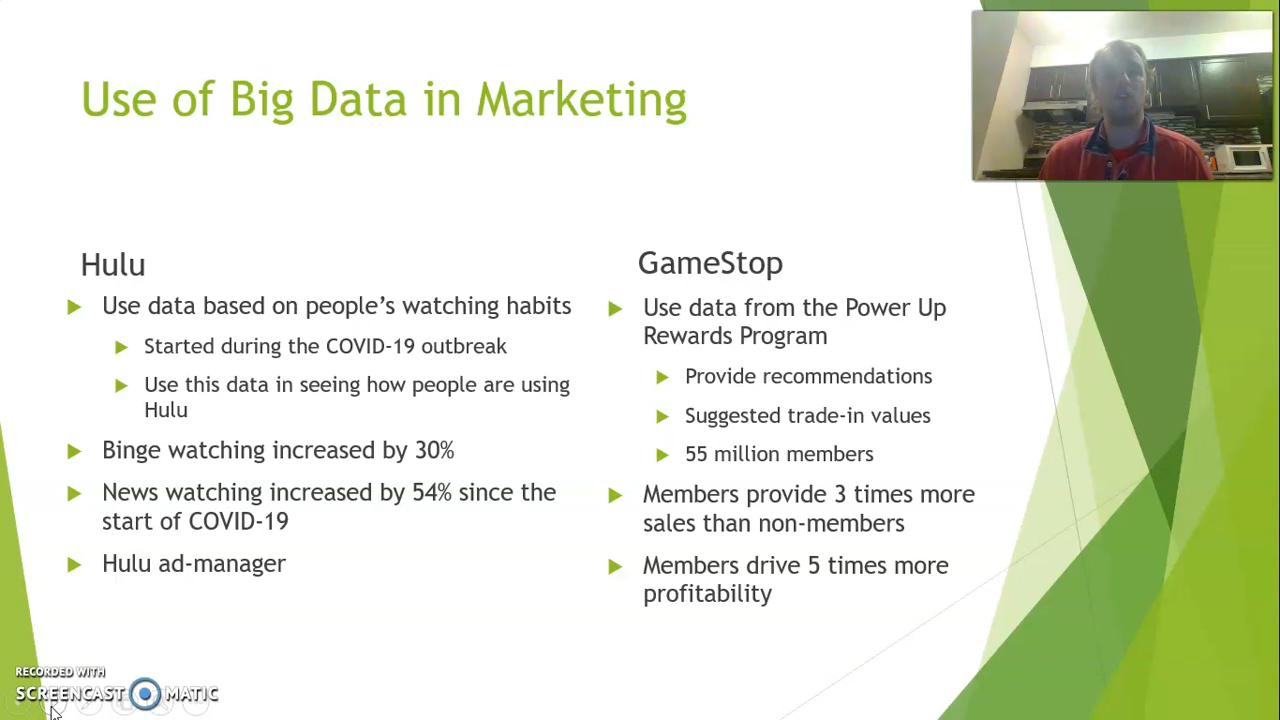 Use of Big Data in Marketing
Hulu
Use data based on people's watching habits
Started during the COVID-19 outbreak
Use this data in seeing how people are using
Hulu
Binge watching increased by 30%
News watching increased by 54% since the
start of COVID-19
Hulu ad-manager
GameStop
Use data from the Power Up
Rewards Program
Provide recommendations
Suggested trade-in values
55 million members
Members provide 3 times more
sales than non-members
Members drive 5 times more
profitability
RECORDED WITH
SCREENCAST MATIC